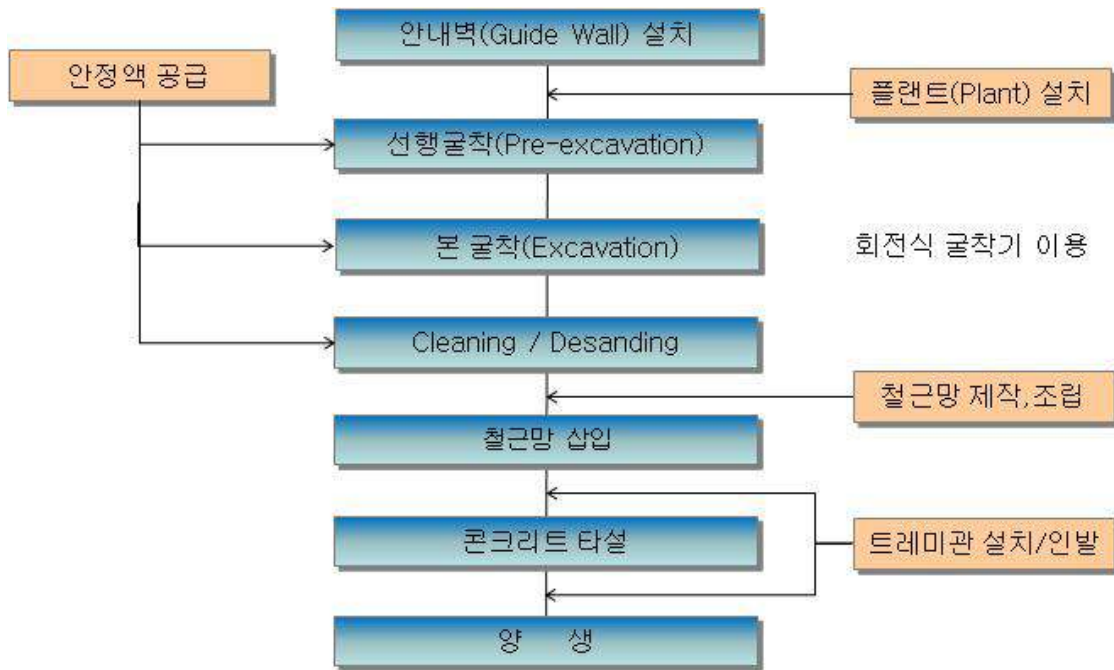 안내벽(Guide Wall) 설치
안정액 공급
플랜트(Plant) 설치
선행굴착(Pre-excavation)
본 굴착(Excavation)
회전식 굴착기 이용
Cleaning / Desanding
철근망 제작,조립
철근망 삽입
콘크리트 타설
트레미관 설치/인발
양 생